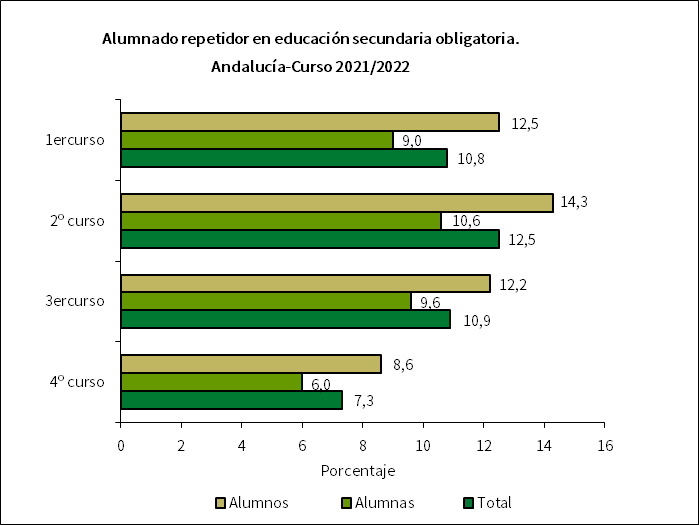 Alumnado repetidor en educación secundaria obligatoria.
Andalucía-Curso 2021/2022
1ercurso
12,5
9,0
10,8
2º curso
14,3
10,6
12,5
3ercurso
12,2
9,6
10,9
4º curso
8,6
6,0
7,3
0 2 4 6 8 10 12 14 16
Porcentaje
Alumnos Alumnas Total